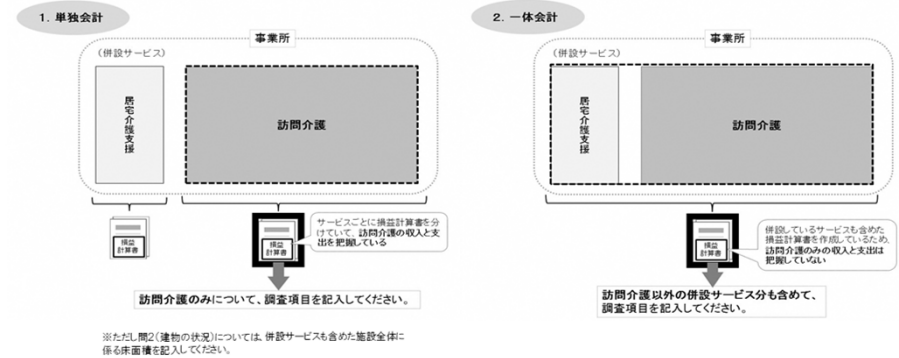 1．単独会計
事業所
（併設サービス）
居宅介護支援
訪問介護
損益
計算書
損益
計算書
サービスごとに損益計算書を分
けていて、訪問介護の収入と支
出を把握している
訪問介護のみについて、調査項目を記入してください。
※ただし問2（建物の状況）については、併設サービスも含めた施設全体に
係る床面積を記入してください。
2．一体会計
事業所
（併設サービス）
居宅介護支援
訪問介護
損益
計算書
併設しているサービスも含めた
損益計算書を作成しているため、
訪問介護のみの収入と支出は
把握していない
訪問介護以外の併設サービス分も含めて、
調査項目を記入してください。